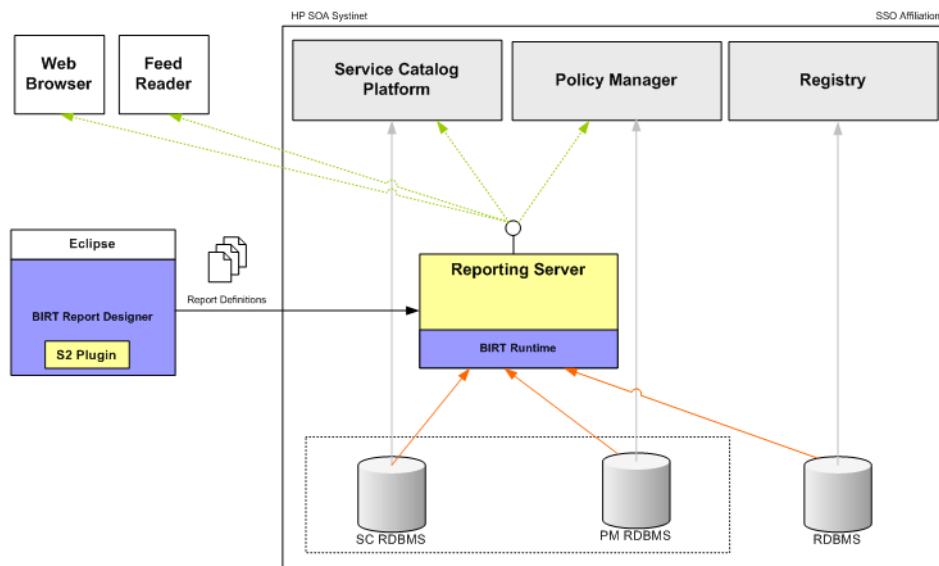 HP SOA Systinet
SSO Affiliation
Web
Browser
Feed
Reader
Service Catalog
Platform
Policy Manager
Registry
Eclipse
BIRT Report Designer
S2 Plugin
Report Definitions
Reporting Server
BIRT Runtime
SC RDBMS
PM RDBMS
RDBMS